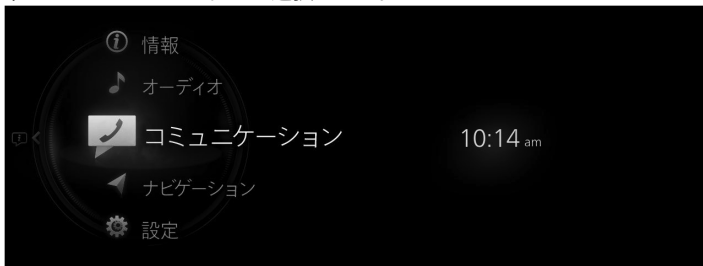 情報
オーディオ
コミュニケーション
10:14 am
ナビゲーション
設定